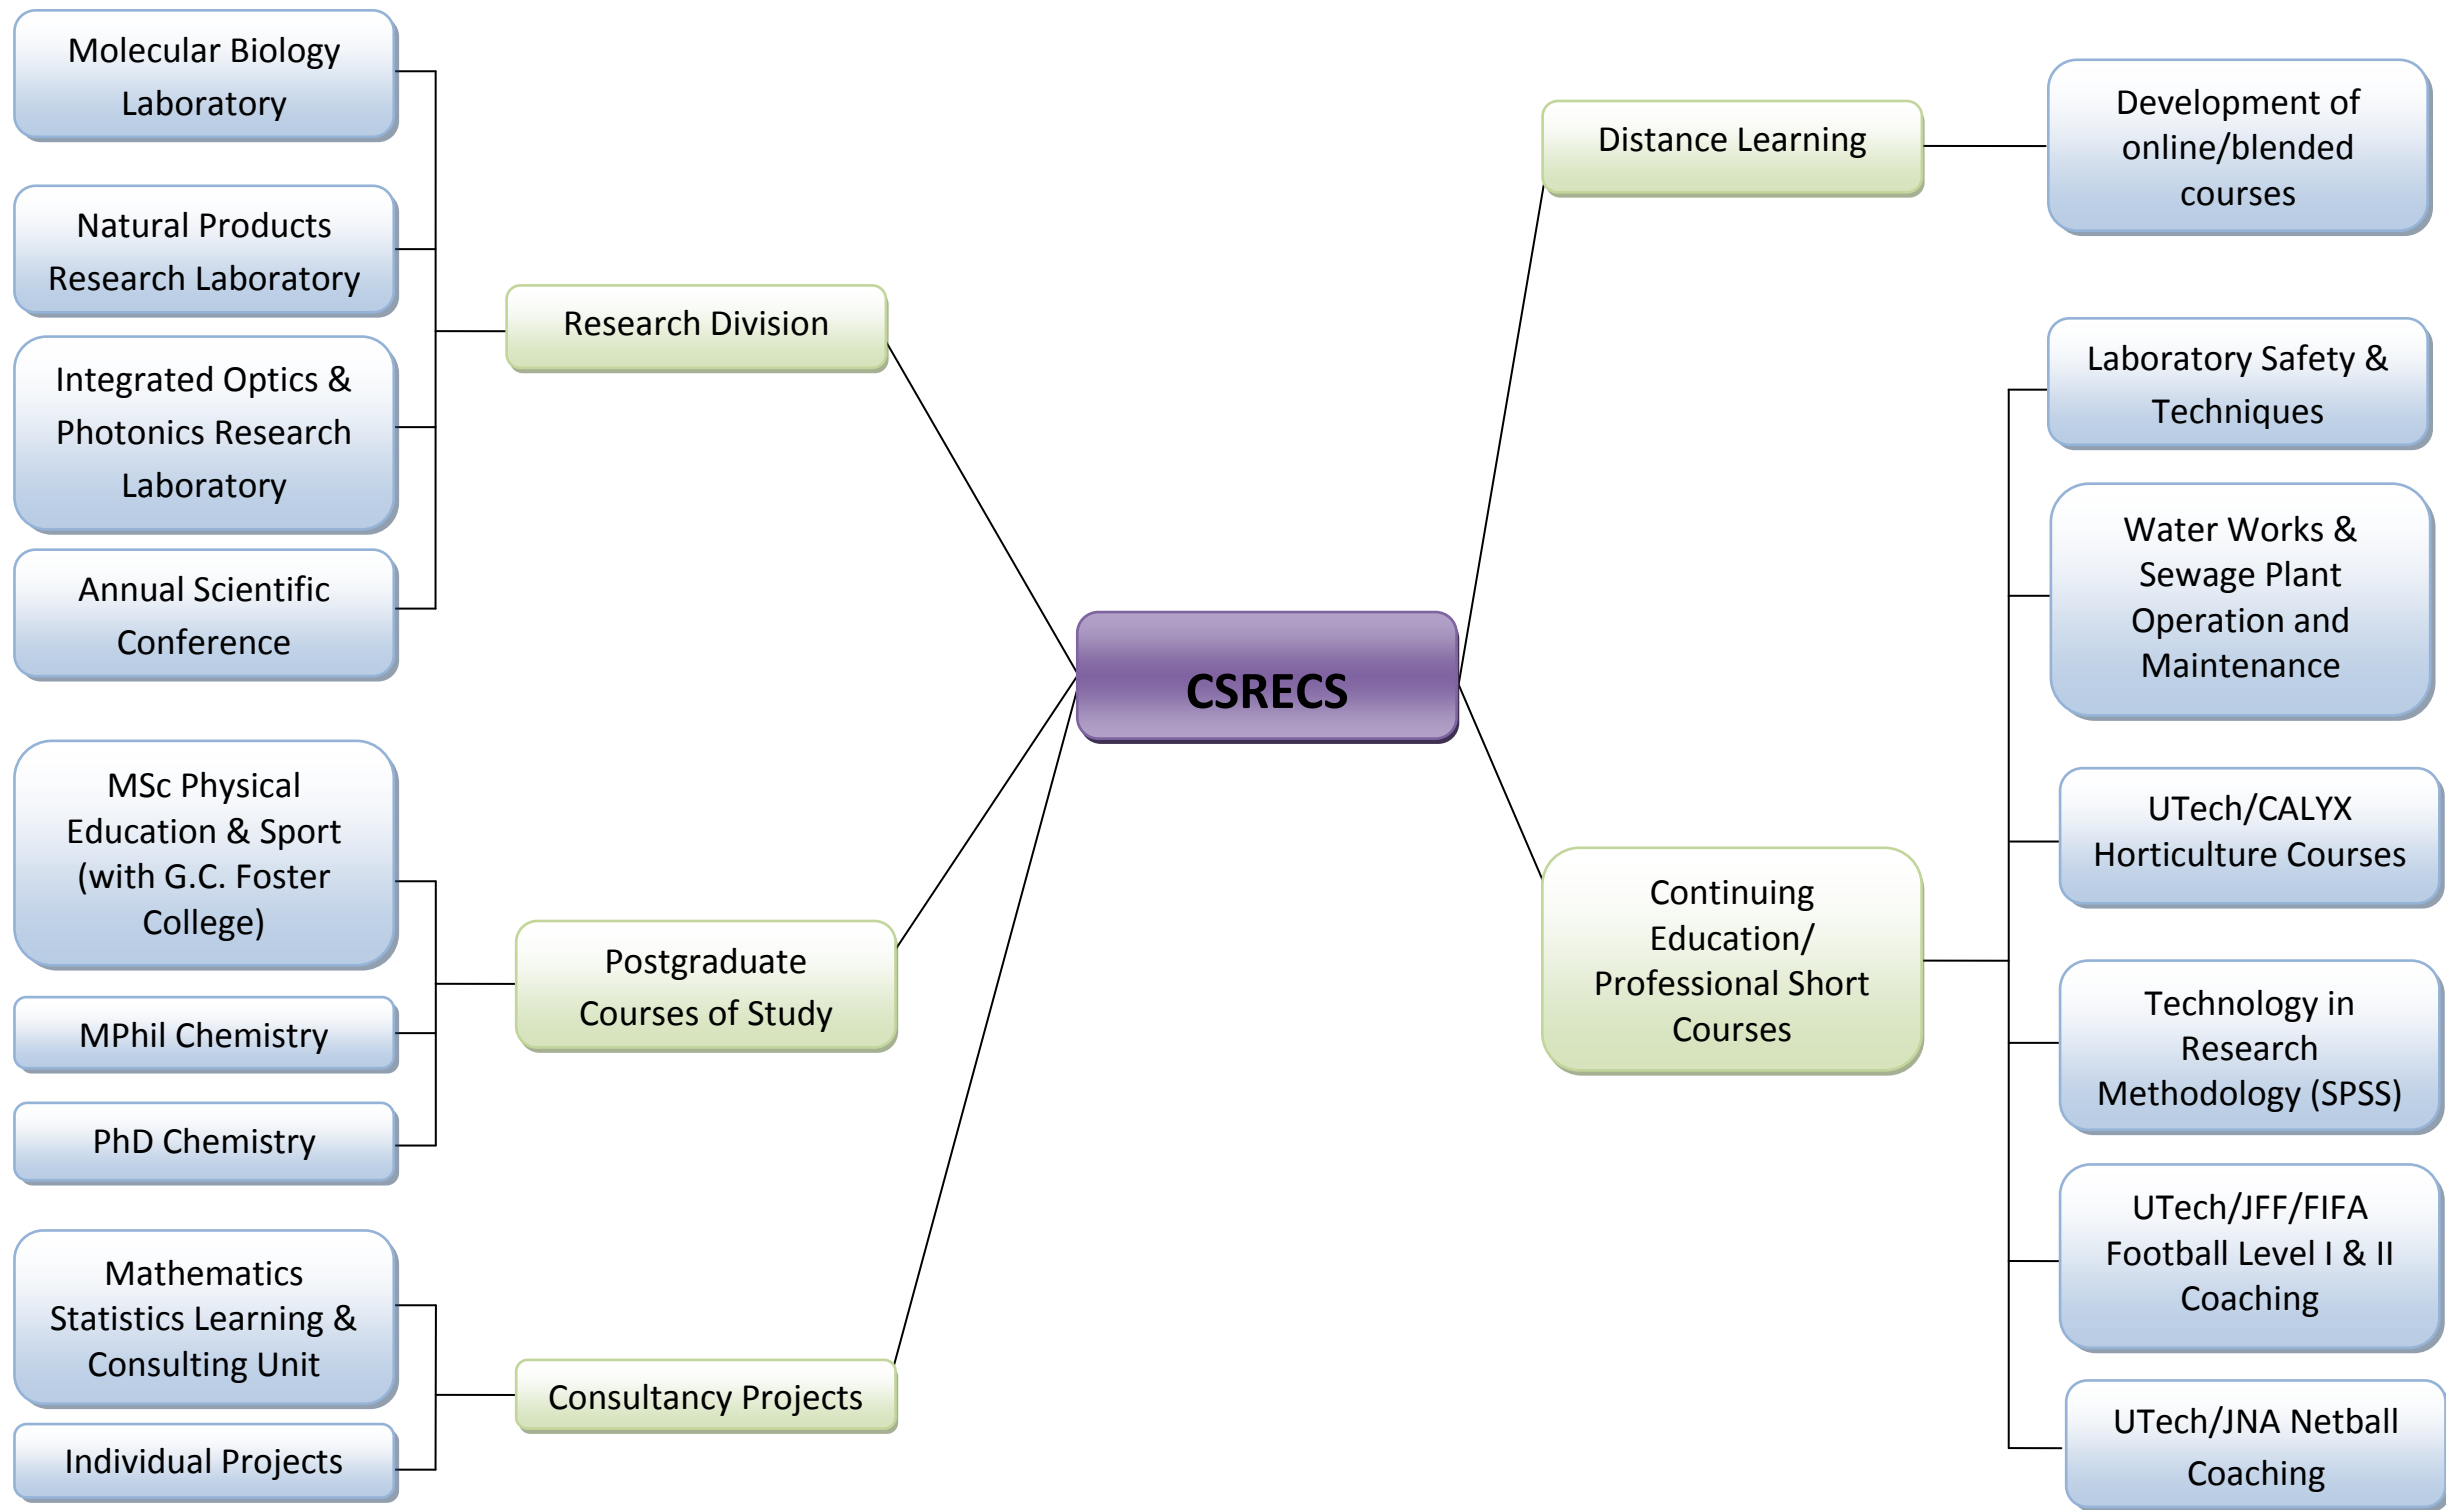 Molecular Biology
Laboratory
Natural Products
Research Laboratory
Integrated Optics &
Photonics Research
Laboratory
Annual Scientific
Conference
Research Division
MSc Physical
Education & Sport
(with G.C. Foster
College)
MPhil Chemistry
PhD Chemistry
Postgraduate
Courses of Study
Mathematics
Statistics Learning &
Consulting Unit
Individual Projects
Consultancy Projects
CSRECS
Distance Learning
Development of
online/blended
courses
Continuing
Education/
Professional Short
Courses
Laboratory Safety &
Techniques
Water Works &
Sewage Plant
Operation and
Maintenance
UTech/CALYX
Horticulture Courses
Technology in
Research
Methodology (SPSS)
UTech/JFF/FIFA
Football Level I & II
Coaching
UTech/JNA Netball
Coaching